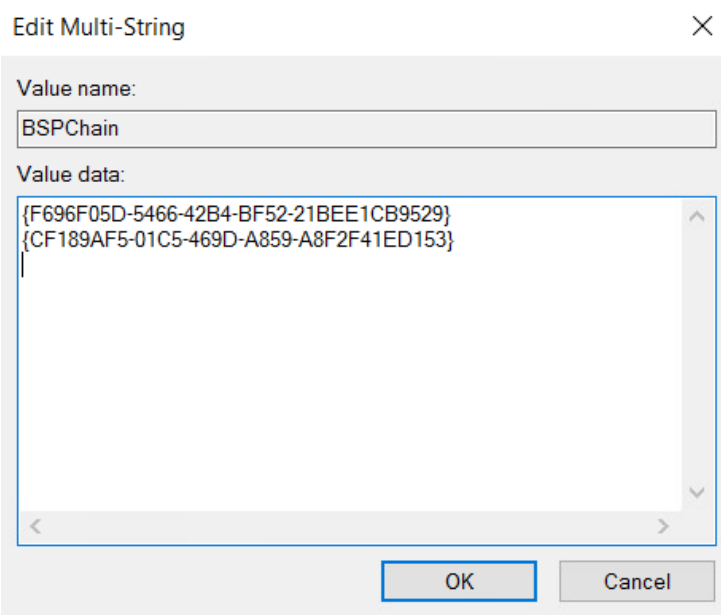 Edit Multi-String
Value name:
BSPChain
Value data:
{F696F05D-5466-42B4-BF52-21BEE1CB9529}
{CF189AF5-01C5-469D-A859-A8F2F41ED153}
OK
Cancel